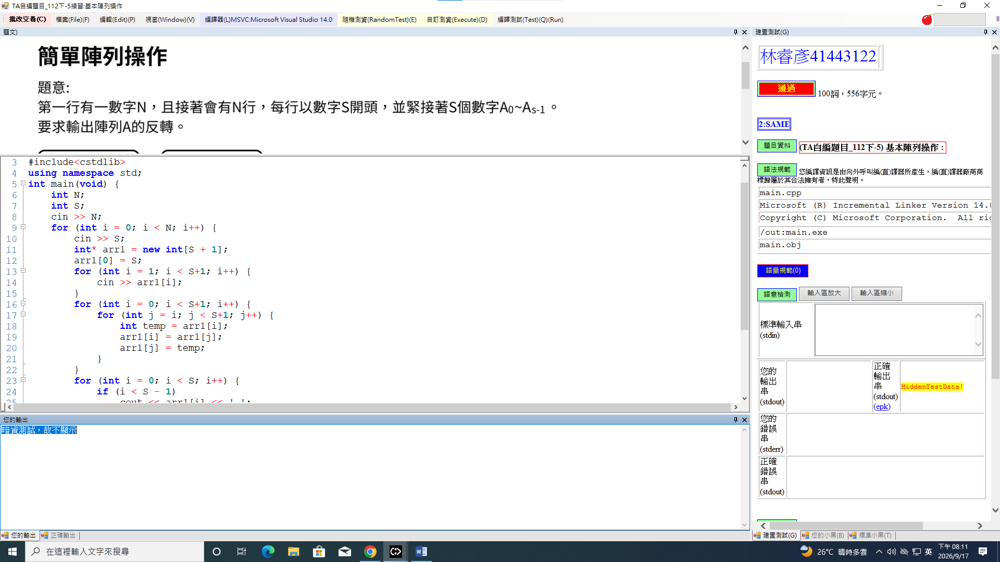 TA自編題目_112下-5練習:基本陣列操作
批改交卷(C) 檔案(File)(F) 編輯(Edit)(P) 視窗(Window)(V) 編譯器(L)MSVC:Microsoft Visual Studio 14.0 隨機測資(RandomTest)(E) 自訂測資(Execute)(D) 編譯測試(Test)(Q)(Run)
題文)
簡單陣列操作
題意:
第一行有一數字N，且接著會有N行，每行以數字S開頭，並緊接著S個數字A0~As-1。
要求輸出陣列A的反轉。
3 #include<cstdlib>
4 using namespace std;
5 int main(void) {
6 int N;
7 int S;
8 cin >> N;
9 for (int i = 0; i < N; i++) {
10 cin >> S;
11 int* arr1 = new int[S + 1];
12 arr1[0] = S;
13 for (int i = 1; i < S+1; i++) {
14 cin >> arr1[i];
15 }
16 for (int i = 0; i < S+1; i++) {
17 for (int j = i; j < S+1; j++) {
18 int temp = arr1[i];
19 arr1[i] = arr1[j];
20 arr1[j] = temp;
21 }
22 }
23 for (int i = 0; i < S; i++) {
24 if (i < S - 1)
25 cout << arr1[i] << ' ';
您的輸出
暗資測試，故不顯示
您的輸出 正確輸出
建置測試(G)
林睿彥41443122
通過 100詞，556字元。
2:SAME
題目資料 (TA自編題目_112下-5) 基本陣列操作：
語法規範 您編譯資訊是由向外呼叫編(直)譯器所產生，編(直)譯器廠商商
標歸屬於其合法擁有者，特此聲明。
main.cpp
Microsoft (R) Incremental Linker Version 14.0
Copyright (C) Microsoft Corporation. All rig
/out:main.exe
main.obj
語量規範(0)
語意檢測 輸入區放大 輸入區縮小
標準輸入串
(stdin)
您的
輸出
串
(stdout)
正確
輸出
串
(stdout)
(epk)
HiddenTestData!
您的
錯誤
串
(stderr)
正確
錯誤
串
(stdout)
建置測試(G) 您的小黑(B) 標準小黑(T)
在這裡輸入文字來搜尋
26°C 晴時多雲
英
下午 08:11
2026/9/17